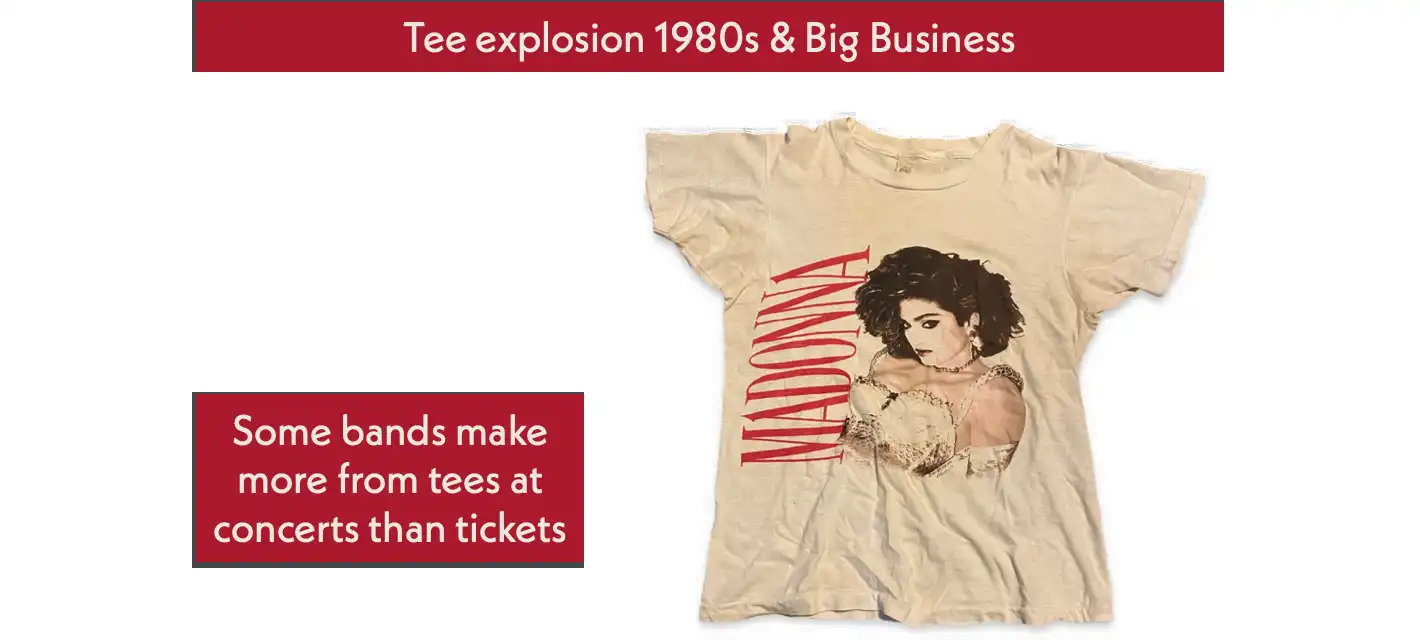 Tee explosion 1980s & Big Business
MADONNA
Some bands make
more from tees at
concerts than tickets